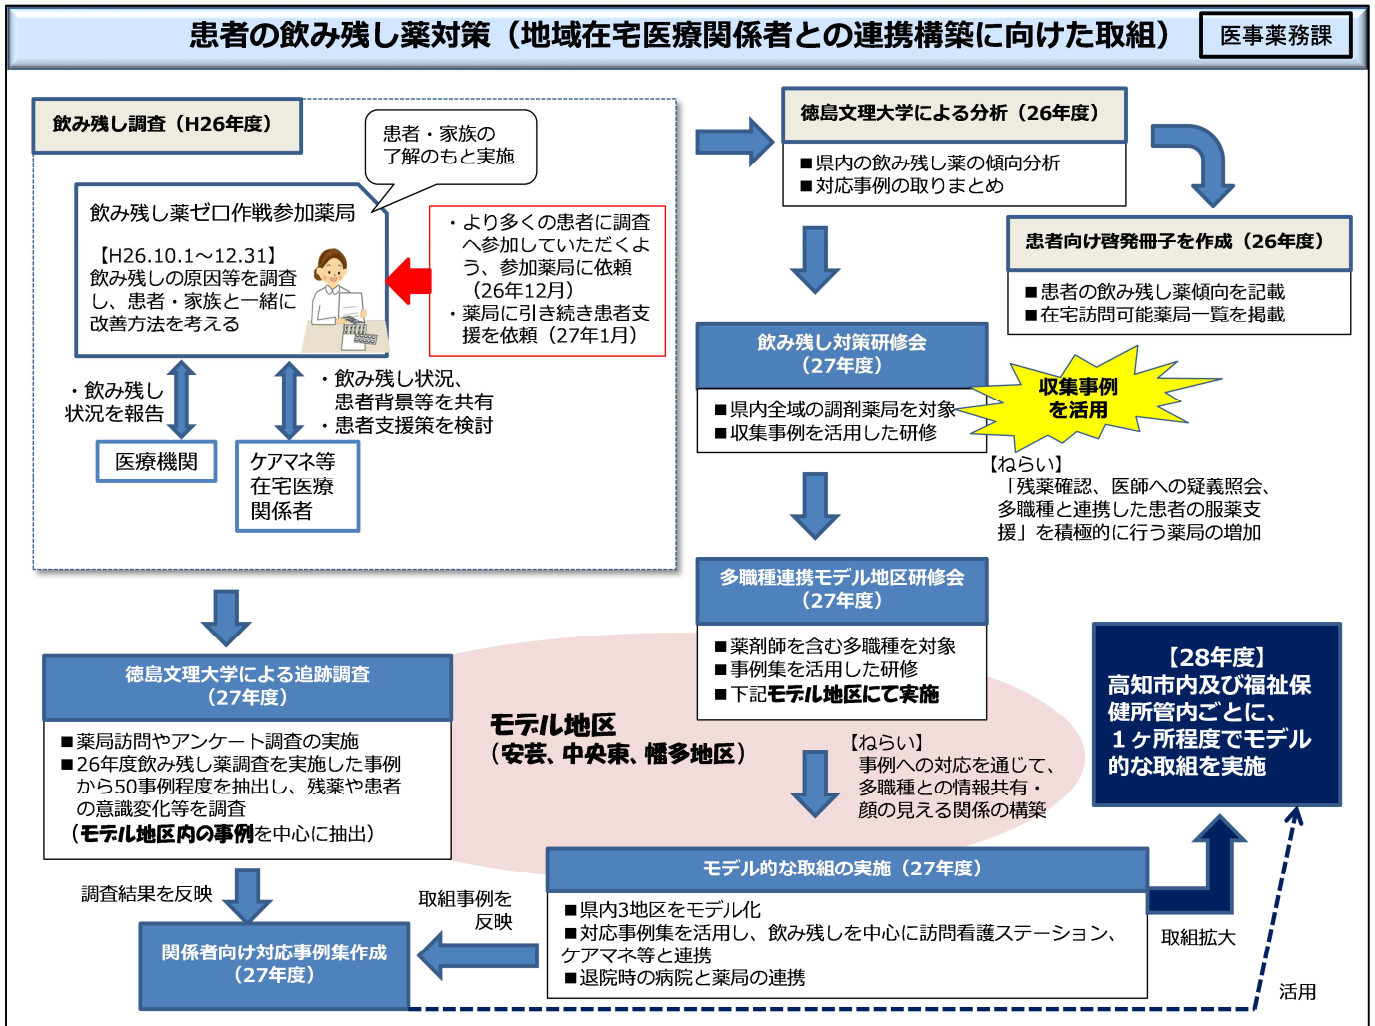 患者の飲み残し薬対策（地域在宅医療関係者との連携構築に向けた取組）
医事薬務課
飲み残し調査（H26年度）
患者・家族の
了解のもと実施
飲み残し薬ゼロ作戦参加薬局
【H26.10.1～12.31】
飲み残しの原因等を調査
し、患者・家族と一緒に
改善方法を考える
・より多くの患者に調査
へ参加していただくよ
う、参加薬局に依頼
（26年12月）
・薬局に引き続き患者支
援を依頼（27年1月）
・飲み残し
状況を報告
・飲み残し状況、
患者背景等を共有
・患者支援策を検討
医療機関
ケアマネ等
在宅医療
関係者
徳島文理大学による分析（26年度）
■県内の飲み残し薬の傾向分析
■対応事例の取りまとめ
患者向け啓発冊子を作成（26年度）
■患者の飲み残し薬傾向を記載
■在宅訪問可能薬局一覧を掲載
飲み残し対策研修会
（27年度）
■県内全域の調剤薬局を対象
■収集事例を活用した研修
収集事例
を活用
【ねらい】
「残薬確認、医師への疑義照会、
多職種と連携した患者の服薬支
援」を積極的に行う薬局の増加
多職種連携モデル地区研修会
（27年度）
■薬剤師を含む多職種を対象
■事例集を活用した研修
■下記モデル地区にて実施
徳島文理大学による追跡調査
（27年度）
■薬局訪問やアンケート調査の実施
■26年度飲み残し薬調査を実施した事例
から50事例程度を抽出し、残薬や患者
の意識変化等を調査
（モデル地区内の事例を中心に抽出）
モデル地区
（安芸、中央東、幡多地区）
【ねらい】
事例への対応を通じて、
多職種との情報共有・
顔の見える関係の構築
【28年度】
高知市内及び福祉保
健所管内ごとに、
１ヶ所程度でモデル
的な取組を実施
調査結果を反映
取組事例を
反映
モデル的な取組の実施（27年度）
■県内3地区をモデル化
■対応事例集を活用し、飲み残しを中心に訪問看護ステーション、
ケアマネ等と連携
■退院時の病院と薬局の連携
取組拡大
関係者向け対応事例集作成
（27年度）
活用